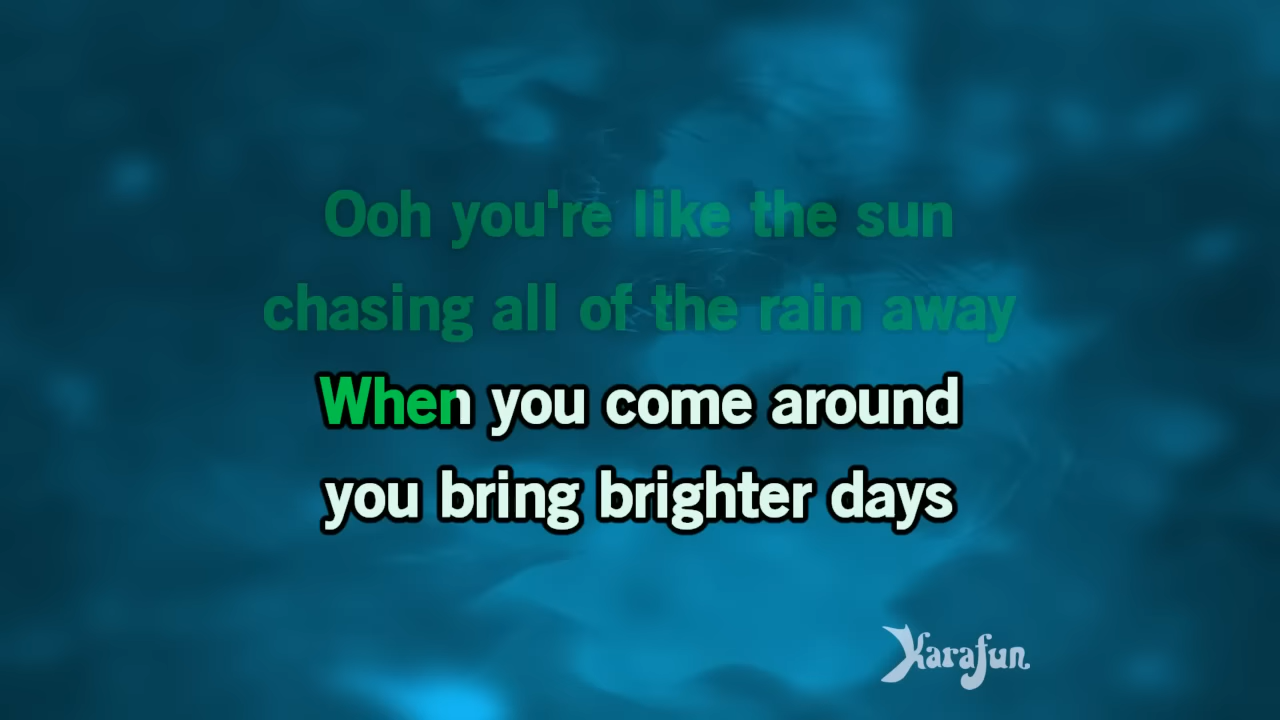 Ooh you're like the sun
chasing all of the rain away
When you come around
you bring brighter days
Karafun